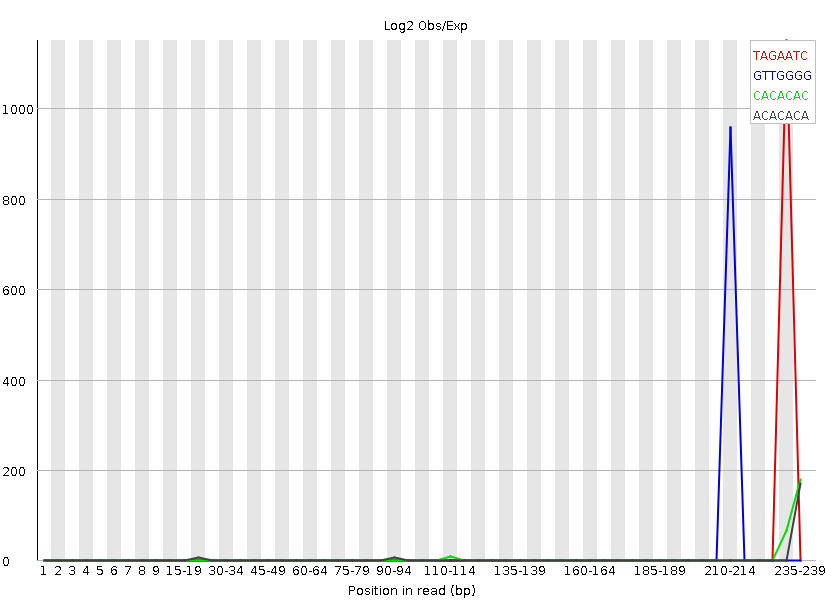 Log2 Obs/Exp
TAGAATC
GTTGGGG
CACACAC
ACACACA
1000
800
600
400
200
0
1 2 3 4 5 6 7 8 9 15-19 30-34 45-49 60-64 75-79 90-94 110-114 135-139 160-164 185-189 210-214 235-239
Position in read (bp)